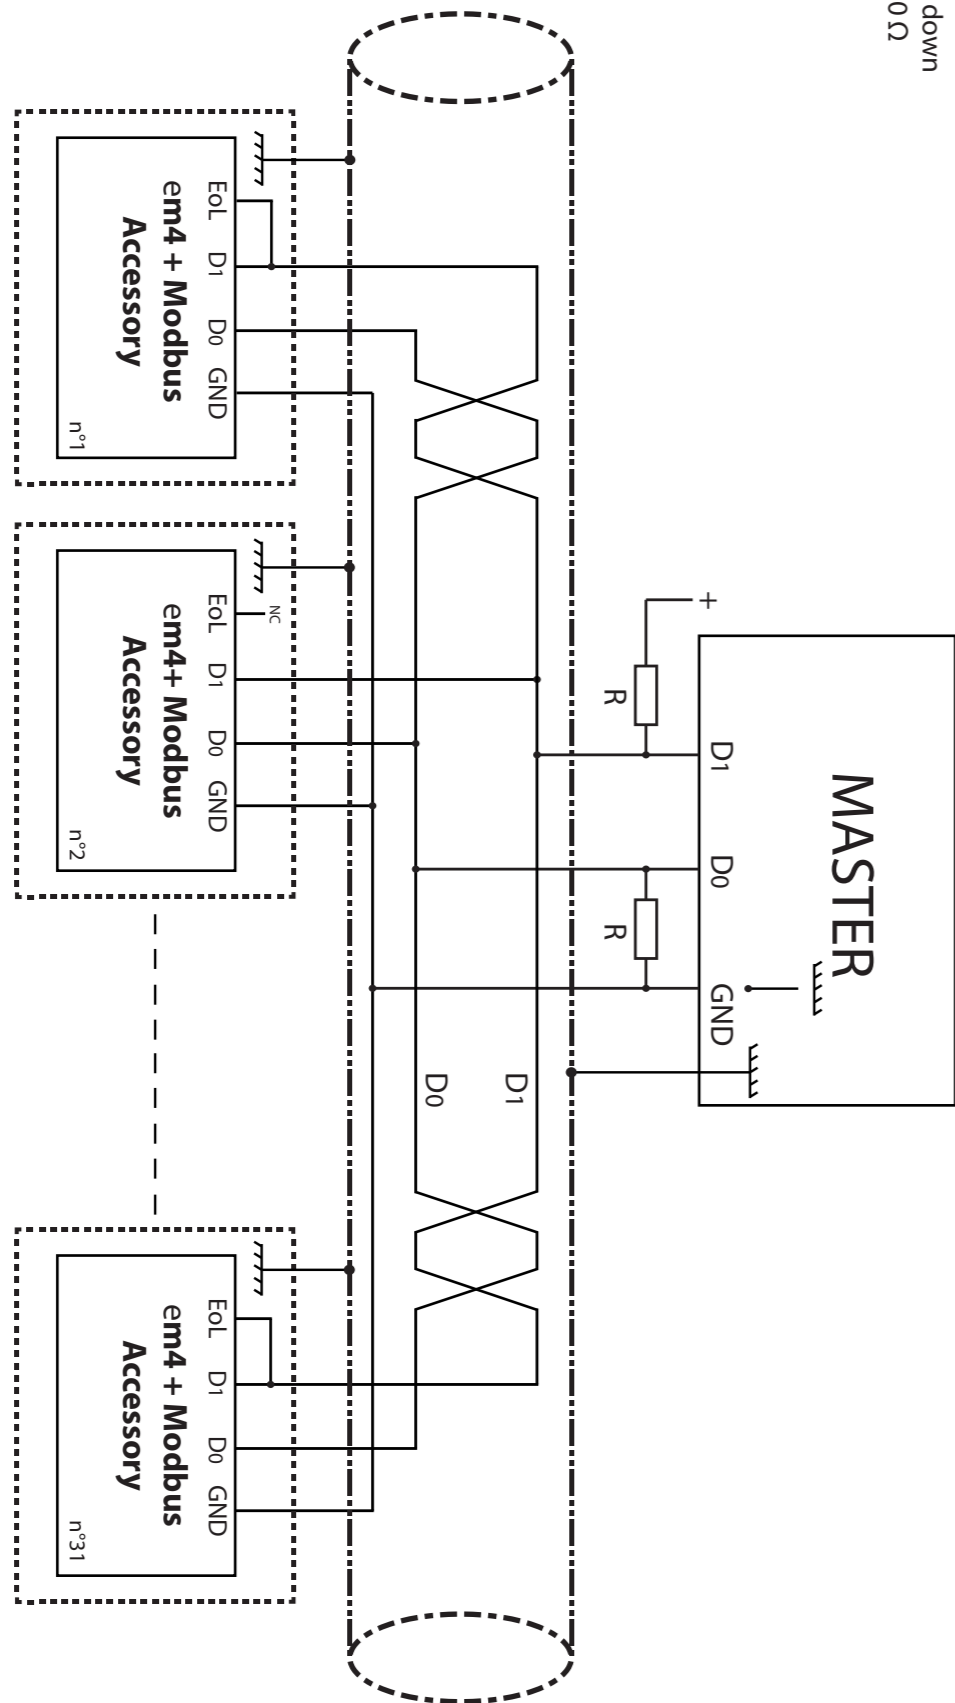 down
0 Ω
MASTER
+
R
D1
D0
R
GND
D1
D0
EoL
D1
D0
GND
em4 + Modbus
Accessory
n°1
NC
EoL
D1
D0
GND
em4+ Modbus
Accessory
n°2
EoL
D1
D0
GND
em4 + Modbus
Accessory
n°31